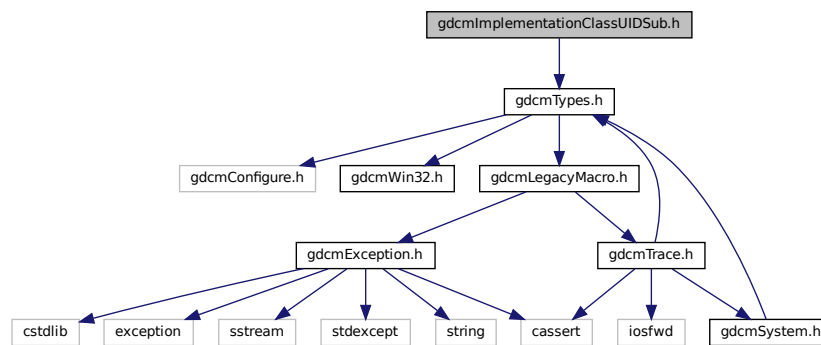 gdcmImplementationClassUIDSub.h
gdcmTypes.h
gdcmConfigure.h
gdcmWin32.h
gdcmLegacyMacro.h
gdcmException.h
gdcmTrace.h
cstdlib
exception
sstream
stdexcept
string
cassert
iosfwd
gdcmSystem.h